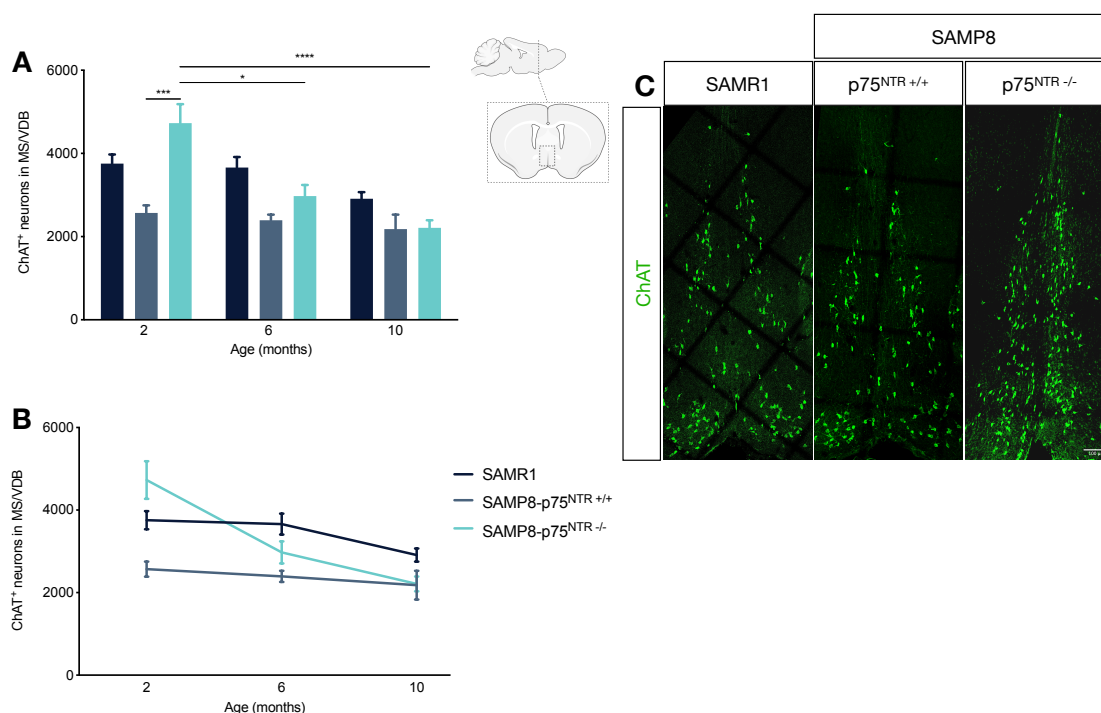 A
6000
4000
2000
0
ChAT⁺ neurons in MS/VDB
***
*
****
2
6
10
Age (months)
B
6000
4000
2000
0
ChAT⁺ neurons in MS/VDB
2
6
10
Age (months)
SAMR1
SAMP8-p75ᴺᵀᴿ ⁺/⁺
SAMP8-p75ᴺᵀᴿ ⁻/⁻
C
SAMP8
SAMR1
p75ᴺᵀᴿ ⁺/⁺
p75ᴺᵀᴿ ⁻/⁻
ChAT